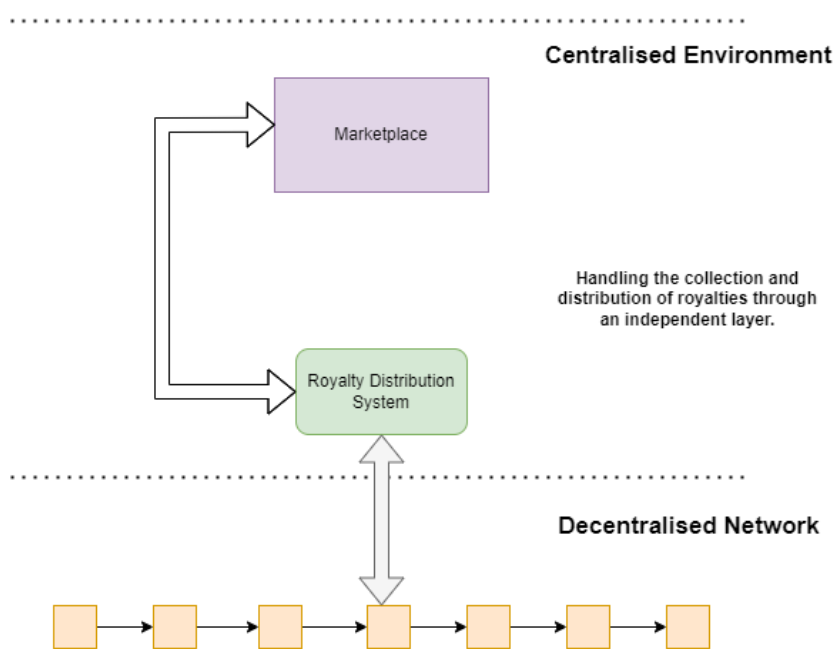 Centralised Environment
Marketplace
Handling the collection and
distribution of royalties through
an independent layer.
Royalty Distribution
System
Decentralised Network